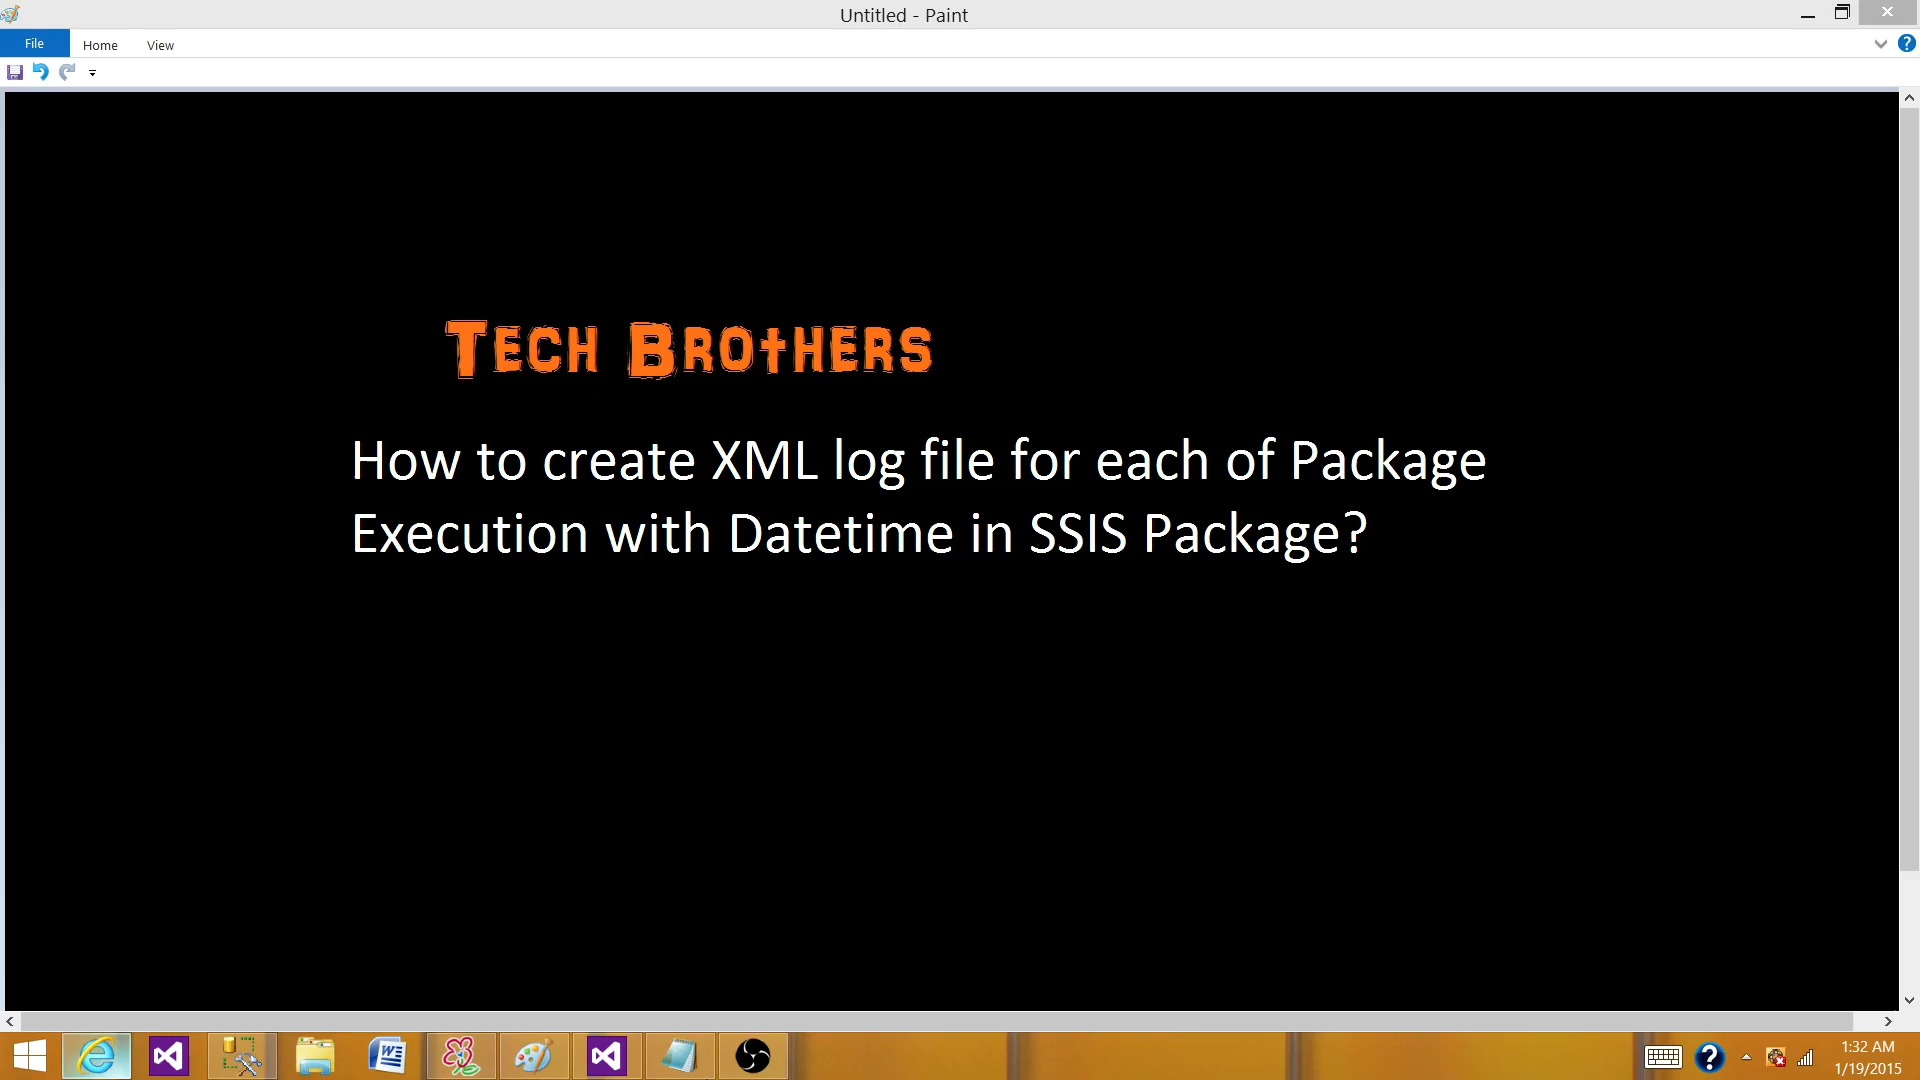 Untitled - Paint
File Home View
Tech Brothers
How to create XML log file for each of Package
Execution with Datetime in SSIS Package?
1:32 AM
1/19/2015